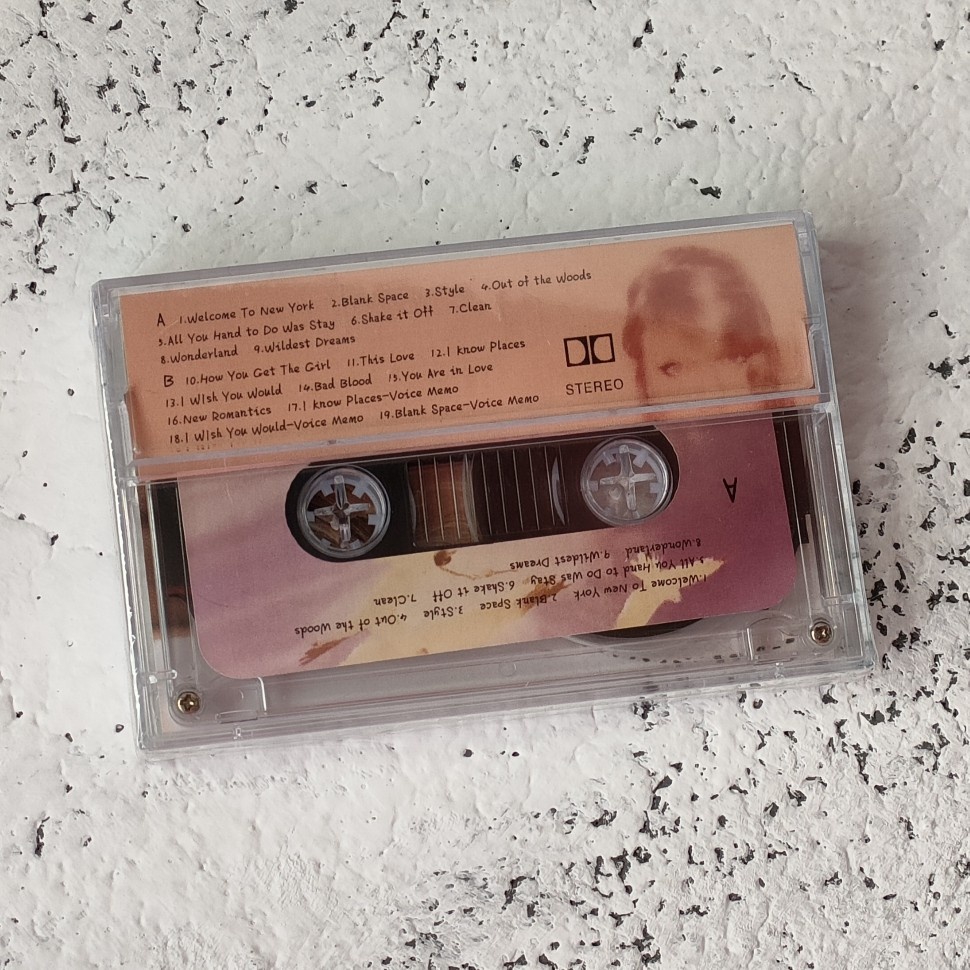 A 1.Welcome To New York 2.Blank Space 3.Style 4.Out of the Woods
5.All You Hand to Do Was Stay 6.Shake it Off 7.Clean
8.Wonderland 9.Wildest Dreams
B 10.How You Get The Girl 11.This Love 12.I know Places
13.I WIsh You Would 14.Bad Blood 15.You Are in Love
16.New Romantics 17.I know Places-Voice Memo
18.I WIsh You Would-Voice Memo 19.Blank Space-Voice Memo
STEREO
A
1.Welcome To New York 2.Blank Space 3.Style 4.Out of the Woods
5.All You Hand to Do Was Stay 6.Shake it Off 7.Clean
8.Wonderland 9.Wildest Dreams